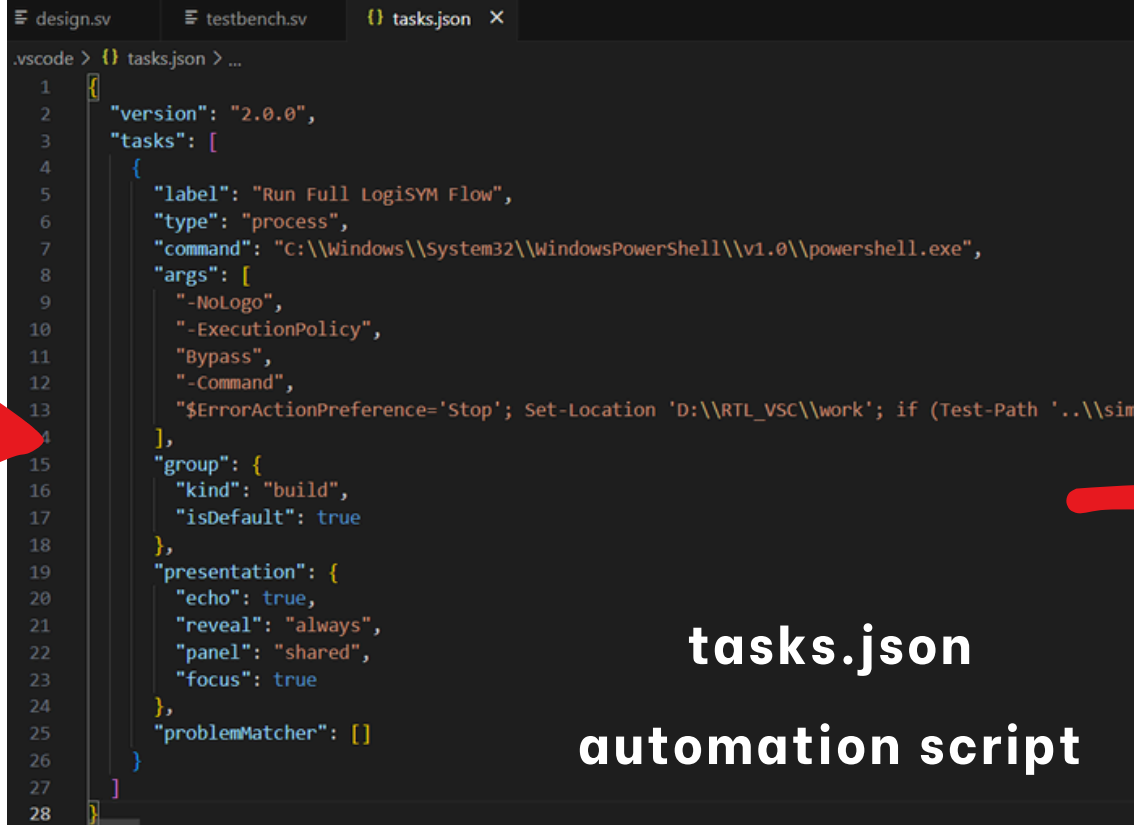 design.sv testbench.sv tasks.json
.vscode > tasks.json > ...
1 {
2 "version": "2.0.0",
3 "tasks": [
4 {
5 "label": "Run Full LogiSYM Flow",
6 "type": "process",
7 "command": "C:\\Windows\\System32\\WindowsPowerShell\\v1.0\\powershell.exe",
8 "args": [
9 "-NoLogo",
10 "-ExecutionPolicy",
11 "Bypass",
12 "-Command",
13 "$ErrorActionPreference='Stop'; Set-Location 'D:\\RTL_VSC\\work'; if (Test-Path '..\\sim
4 ],
15 "group": {
16 "kind": "build",
17 "isDefault": true
18 },
19 "presentation": {
20 "echo": true,
21 "reveal": "always",
22 "panel": "shared",
23 "focus": true
24 },
25 "problemMatcher": []
26 }
27 ]
28 }
tasks.json
automation script